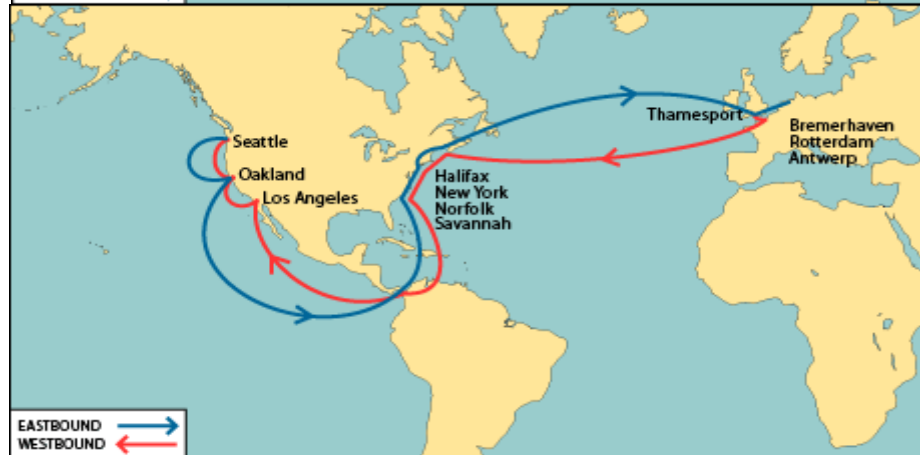 Thamesport
Bremerhaven
Rotterdam
Antwerp
Seattle
Oakland
Los Angeles
Halifax
New York
Norfolk
Savannah
EASTBOUND
WESTBOUND